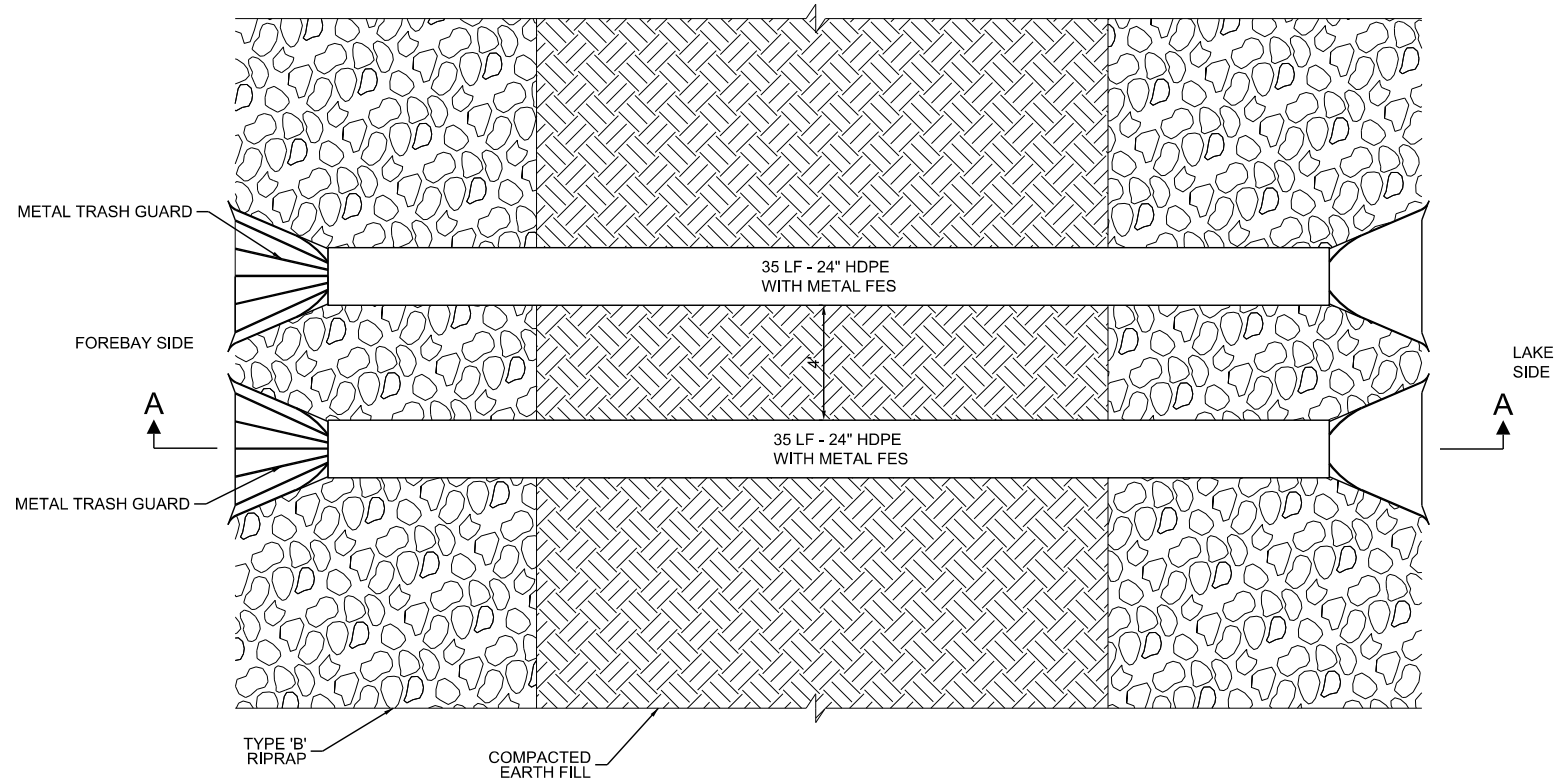 METAL TRASH GUARD
35 LF - 24" HDPE
WITH METAL FES
FOREBAY SIDE
4'
LAKE
SIDE
A
A
35 LF - 24" HDPE
WITH METAL FES
METAL TRASH GUARD
TYPE 'B'
RIPRAP
COMPACTED
EARTH FILL